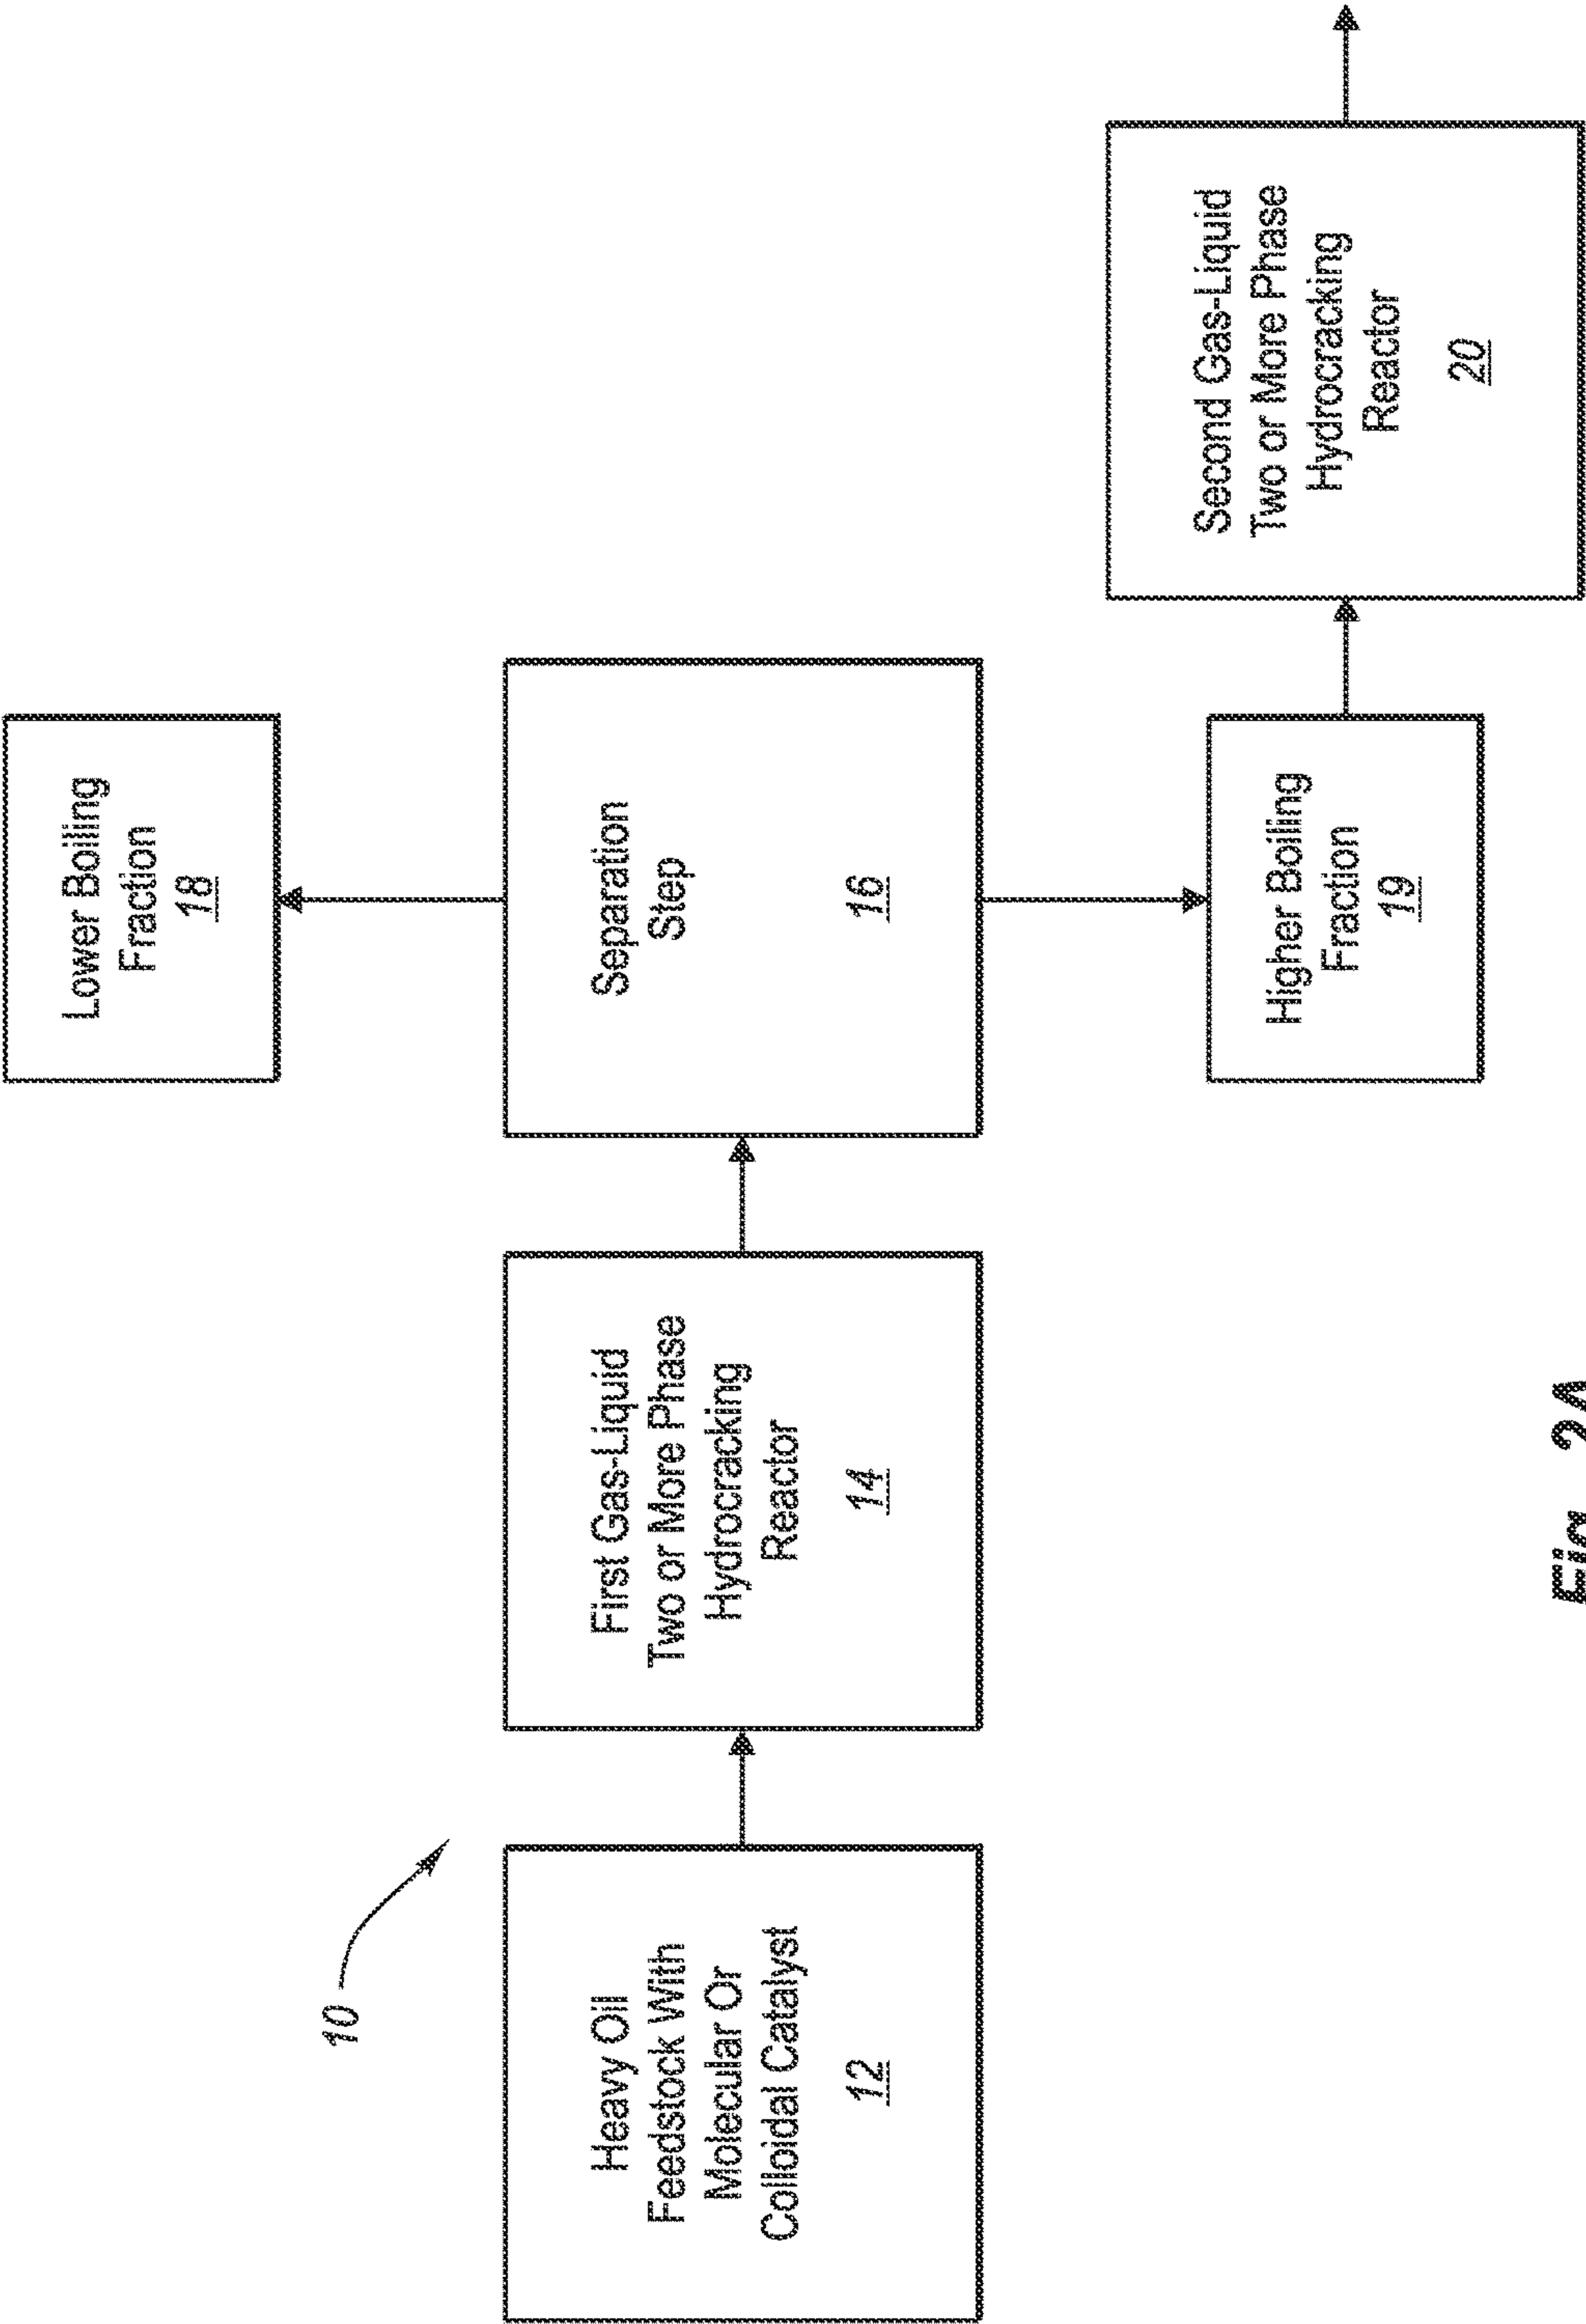 10
Heavy Oil
Feedstock With
Molecular Or
Colloidal Catalyst
12
First Gas-Liquid
Two or More Phase
Hydrocracking
Reactor
14
Separation
Step
16
Lower Boiling
Fraction
18
Higher Boiling
Fraction
19
Second Gas-Liquid
Two or More Phase
Hydrocracking
Reactor
20
Fig. 2A